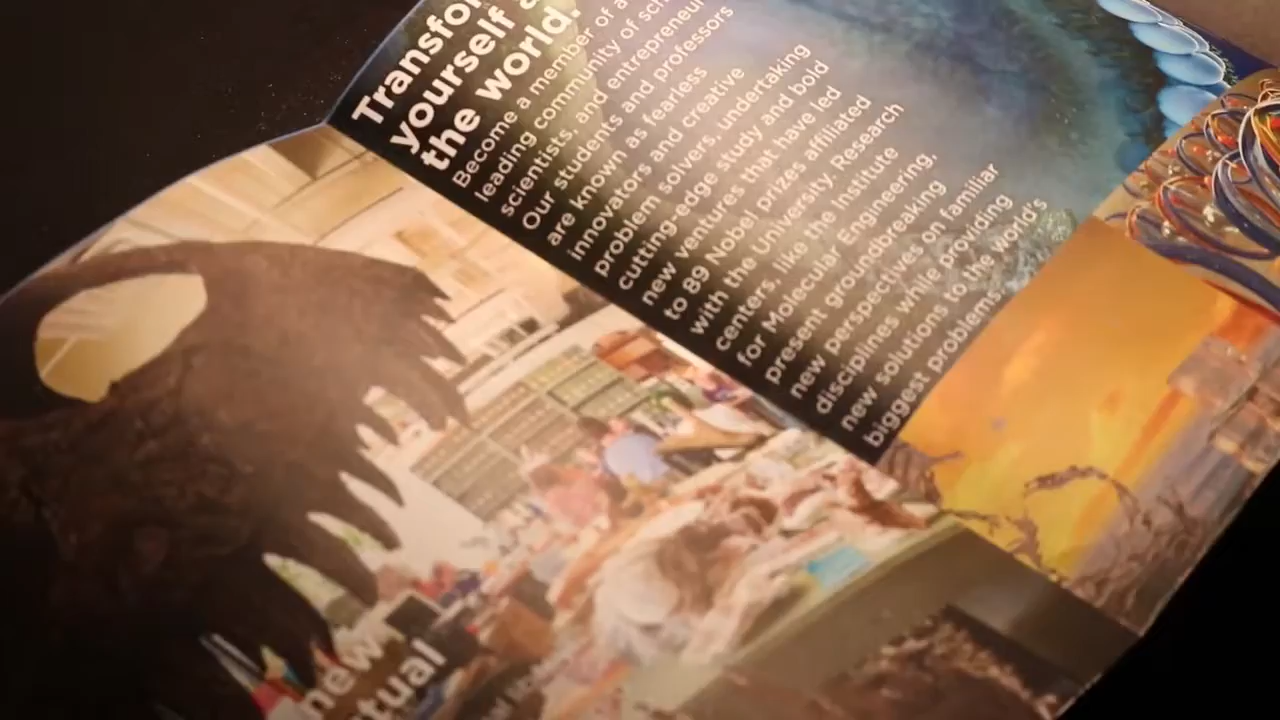 Transfor
yourself a
the world.
Become a member of a
leading community of sch
scientists, and entrepreneur
Our students and professors
are known as fearless
innovators and creative
problem solvers, undertaking
cutting-edge study and bold
new ventures that have led
to 89 Nobel prizes affiliated
with the University. Research
centers, like the Institute
for Molecular Engineering,
present groundbreaking
new perspectives on familiar
disciplines while providing
new solutions to the world's
biggest problems.
new
tual